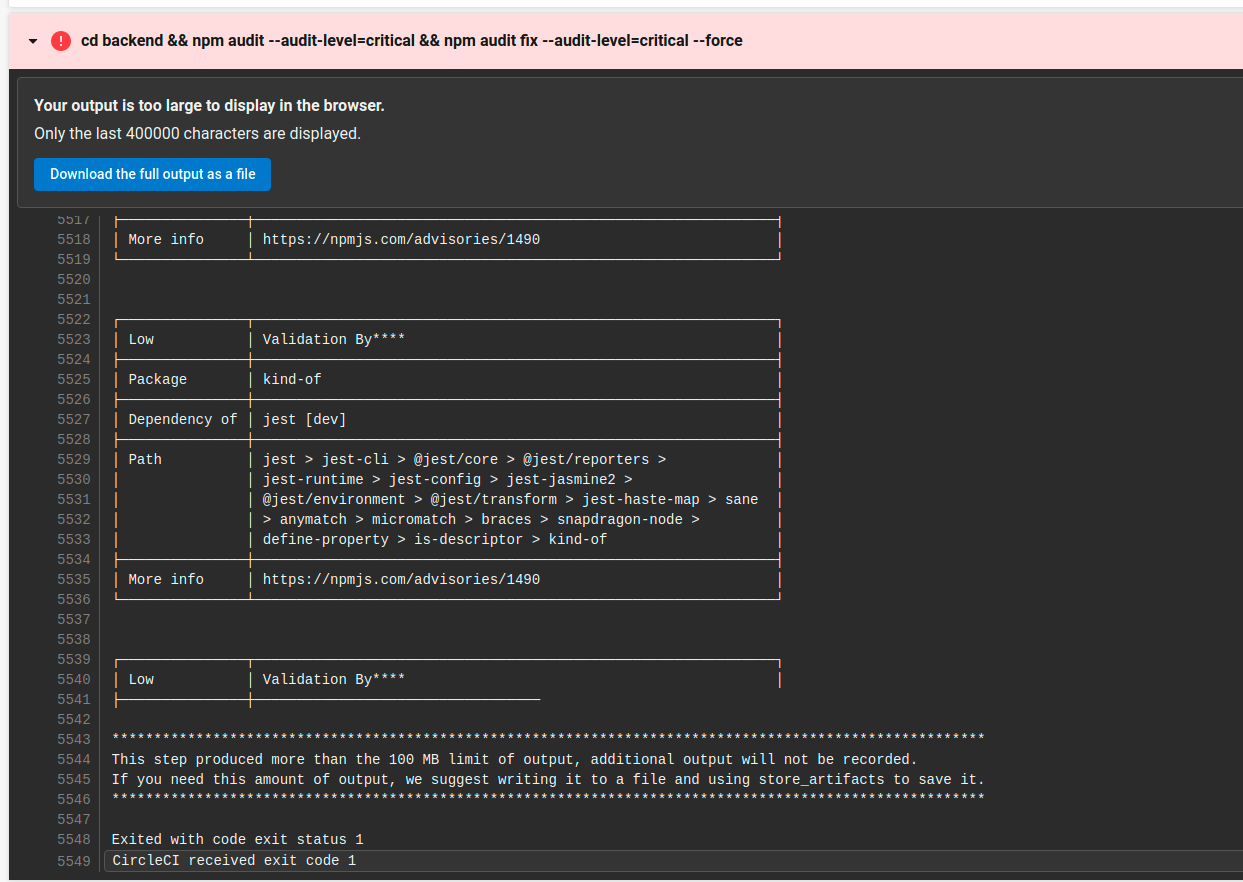 cd backend && npm audit --audit-level=critical && npm audit fix --audit-level=critical --force
Your output is too large to display in the browser.
Only the last 400000 characters are displayed.
Download the full output as a file
5517
5518 More info https://npmjs.com/advisories/1490
5519
5520
5521
5522
5523 Low Validation By****
5524
5525 Package kind-of
5526
5527 Dependency of jest [dev]
5528
5529 Path jest > jest-cli > @jest/core > @jest/reporters >
5530 jest-runtime > jest-config > jest-jasmine2 >
5531 @jest/environment > @jest/transform > jest-haste-map > sane
5532 > anymatch > micromatch > braces > snapdragon-node >
5533 define-property > is-descriptor > kind-of
5534
5535 More info https://npmjs.com/advisories/1490
5536
5537
5538
5539
5540 Low Validation By****
5541
5542
5543 ********************************************************************************************************
5544 This step produced more than the 100 MB limit of output, additional output will not be recorded.
5545 If you need this amount of output, we suggest writing it to a file and using store_artifacts to save it.
5546 ********************************************************************************************************
5547
5548 Exited with code exit status 1
5549 CircleCI received exit code 1